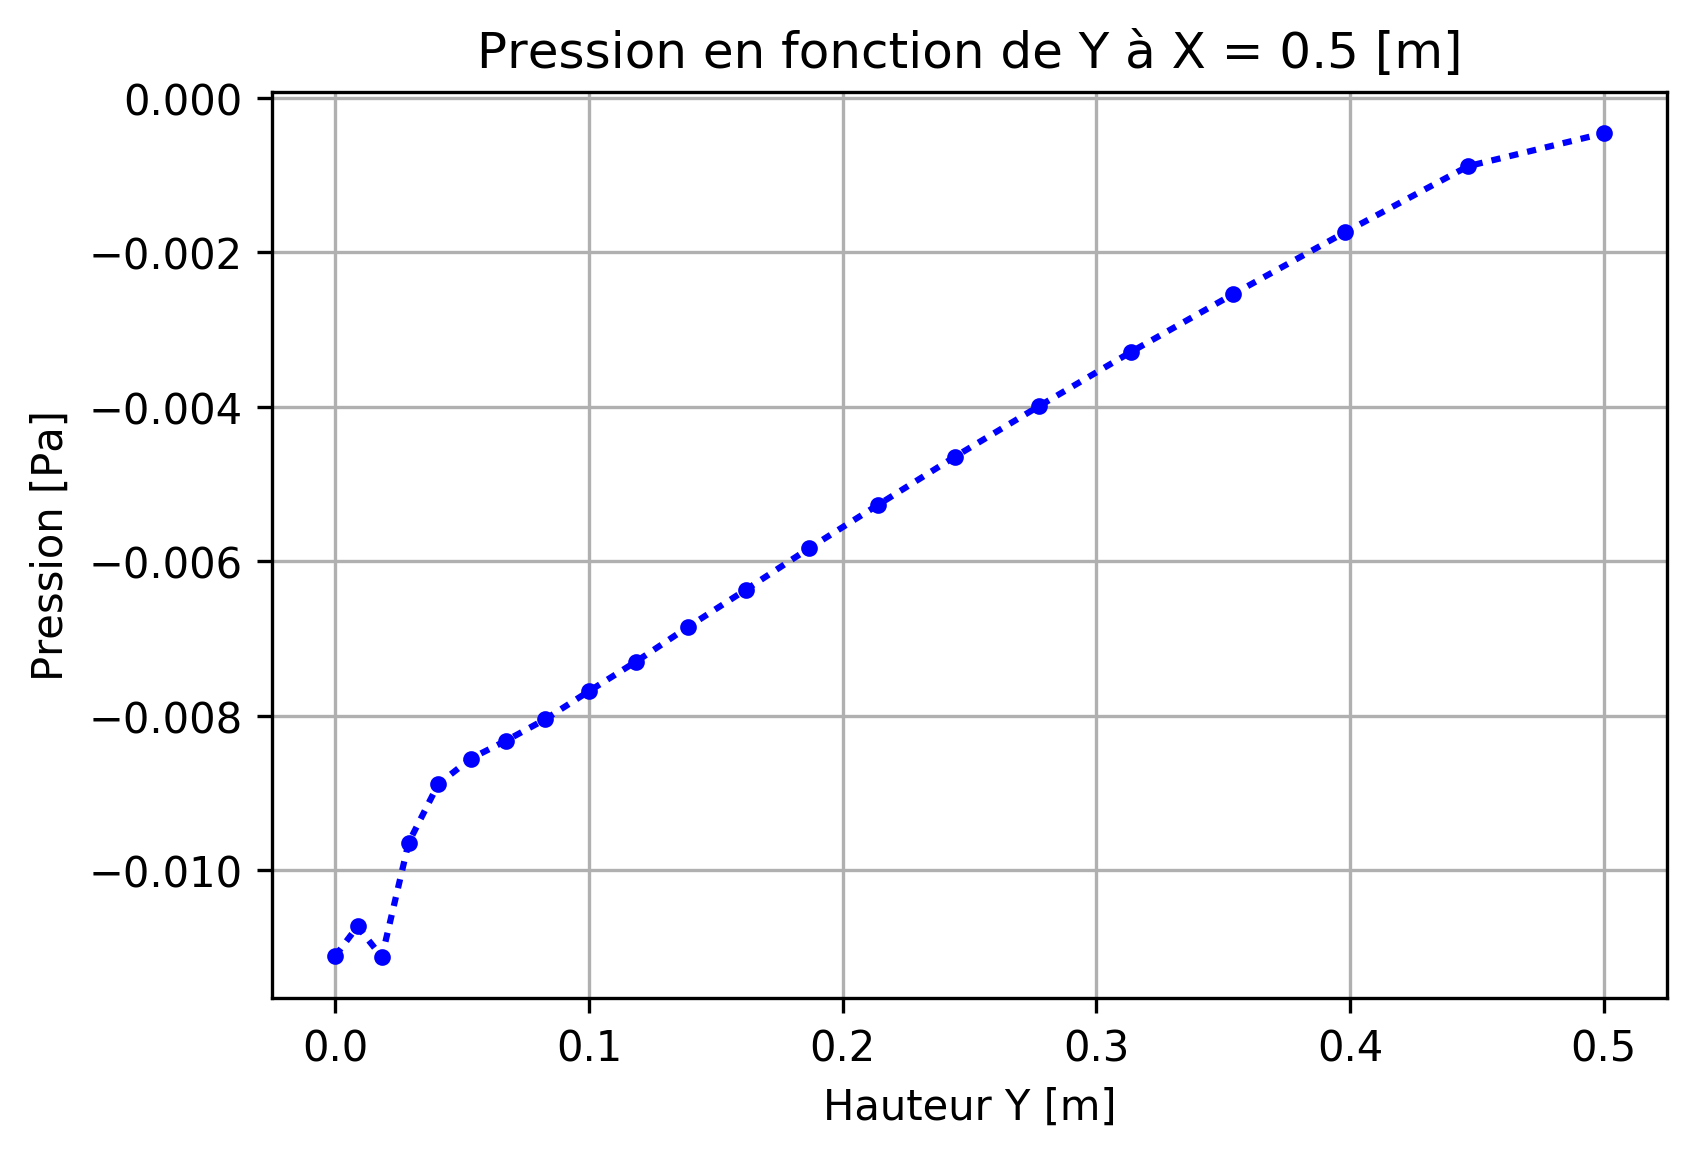 Pression en fonction de Y à X = 0.5 [m]
0.000
−0.002
−0.004
−0.006
−0.008
−0.010
Pression [Pa]
0.0 0.1 0.2 0.3 0.4 0.5
Hauteur Y [m]